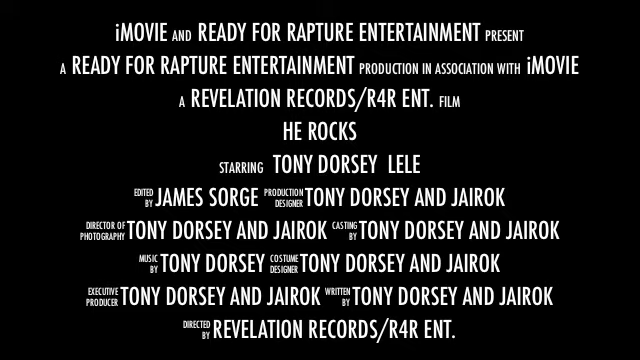 iMOVIE AND READY FOR RAPTURE ENTERTAINMENT PRESENT
A READY FOR RAPTURE ENTERTAINMENT PRODUCTION IN ASSOCIATION WITH iMOVIE
A REVELATION RECORDS/R4R ENT. FILM
HE ROCKS
STARRING TONY DORSEY LELE
EDITED BY JAMES SORGE PRODUCTION DESIGNER TONY DORSEY AND JAIROK
DIRECTOR OF PHOTOGRAPHY TONY DORSEY AND JAIROK CASTING BY TONY DORSEY AND JAIROK
MUSIC BY TONY DORSEY COSTUME DESIGNER TONY DORSEY AND JAIROK
EXECUTIVE PRODUCER TONY DORSEY AND JAIROK WRITTEN BY TONY DORSEY AND JAIROK
DIRECTED BY REVELATION RECORDS/R4R ENT.